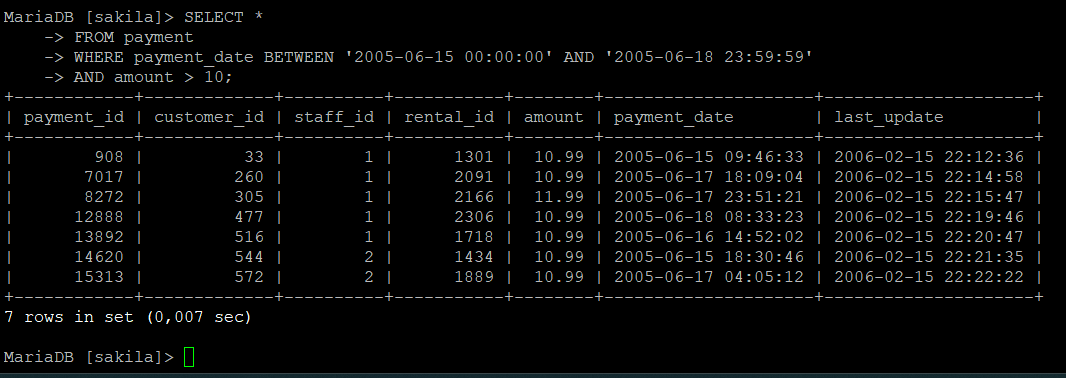 MariaDB [sakila]> SELECT *
    -> FROM payment
    -> WHERE payment_date BETWEEN '2005-06-15 00:00:00' AND '2005-06-18 23:59:59'
    -> AND amount > 10;
+------------+-------------+----------+-----------+--------+---------------------+---------------------+
| payment_id | customer_id | staff_id | rental_id | amount | payment_date        | last_update         |
+------------+-------------+----------+-----------+--------+---------------------+---------------------+
|        908 |          33 |        1 |      1301 |  10.99 | 2005-06-15 09:46:33 | 2006-02-15 22:12:36 |
|       7017 |         260 |        1 |      2091 |  10.99 | 2005-06-17 18:09:04 | 2006-02-15 22:14:58 |
|       8272 |         305 |        1 |      2166 |  11.99 | 2005-06-17 23:51:21 | 2006-02-15 22:15:47 |
|      12888 |         477 |        1 |      2306 |  10.99 | 2005-06-18 08:33:23 | 2006-02-15 22:19:46 |
|      13892 |         516 |        1 |      1718 |  10.99 | 2005-06-16 14:52:02 | 2006-02-15 22:20:47 |
|      14620 |         544 |        2 |      1434 |  10.99 | 2005-06-15 18:30:46 | 2006-02-15 22:21:35 |
|      15313 |         572 |        2 |      1889 |  10.99 | 2005-06-17 04:05:12 | 2006-02-15 22:22:22 |
+------------+-------------+----------+-----------+--------+---------------------+---------------------+
7 rows in set (0,007 sec)

MariaDB [sakila]>